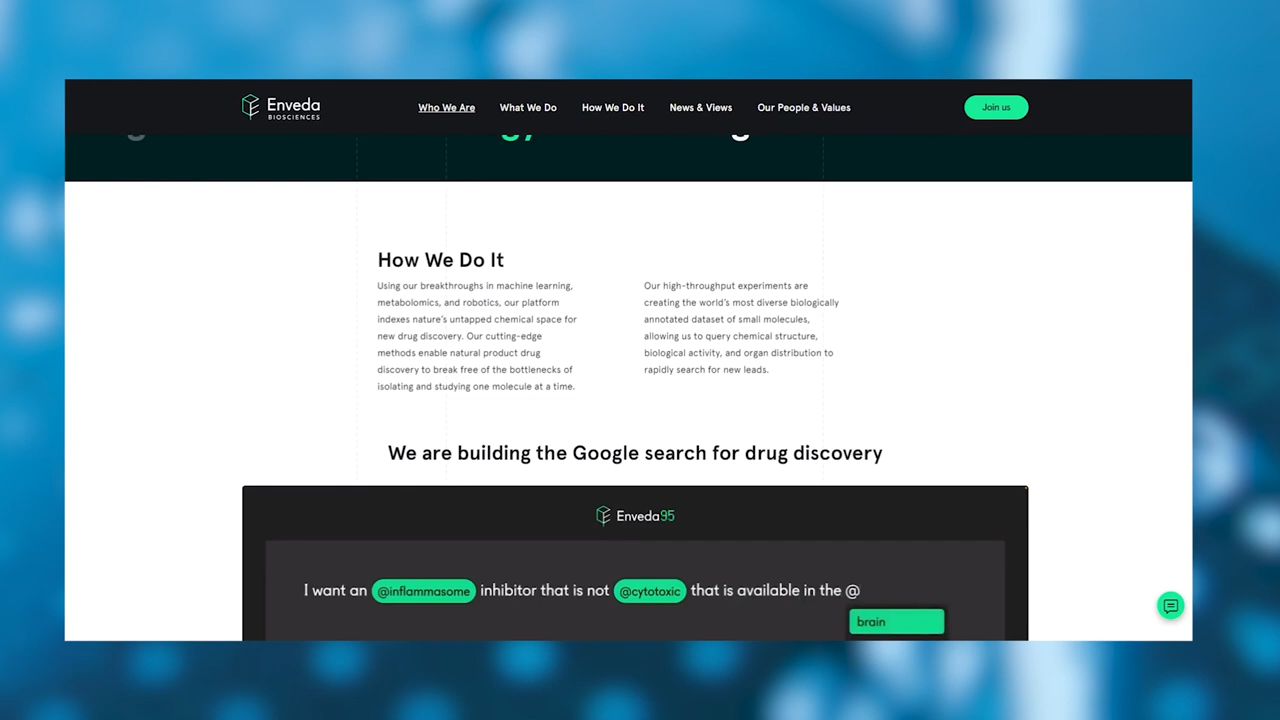 Enveda
BIOSCIENCES
Who We Are
What We Do
How We Do It
News & Views
Our People & Values
Join us
How We Do It
Using our breakthroughs in machine learning,
metabolomics, and robotics, our platform
indexes nature's untapped chemical space for
new drug discovery. Our cutting-edge
methods enable natural product drug
discovery to break free of the bottlenecks of
isolating and studying one molecule at a time.
Our high-throughput experiments are
creating the world's most diverse biologically
annotated dataset of small molecules,
allowing us to query chemical structure,
biological activity, and organ distribution to
rapidly search for new leads.
We are building the Google search for drug discovery
Enveda95
I want an @inflammasome inhibitor that is not @cytotoxic that is available in the @
brain